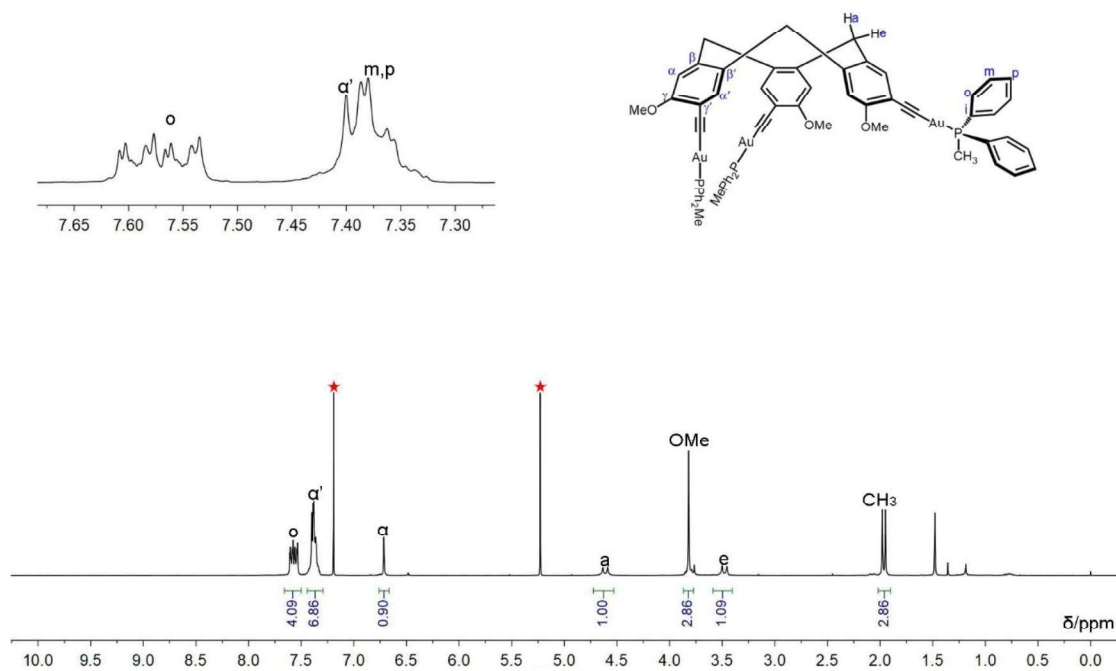 o
α'
m,p
7.65 7.60 7.55 7.50 7.45 7.40 7.35 7.30
Ha
He
β
α
β'
α'
γ
γ'
MeO
OMe
OMe
Au
PPh2Me
Au
MePh2P
Au
P
CH3
i
o
m
p
o
α'
α
a
OMe
e
CH3
4.09 6.86 0.90 1.00 2.86 1.09 2.86
δ/ppm
10.0 9.5 9.0 8.5 8.0 7.5 7.0 6.5 6.0 5.5 5.0 4.5 4.0 3.5 3.0 2.5 2.0 1.5 1.0 0.5 0.0